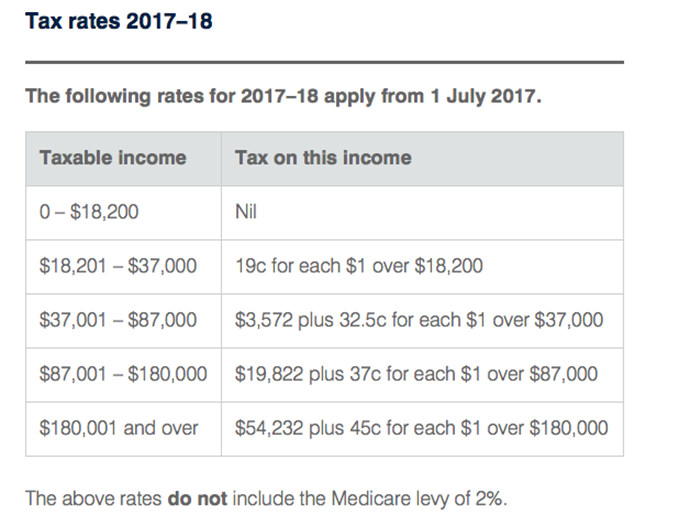 Tax rates 2017–18
The following rates for 2017–18 apply from 1 July 2017.
Taxable income Tax on this income
0 – $18,200 Nil
$18,201 – $37,000 19c for each $1 over $18,200
$37,001 – $87,000 $3,572 plus 32.5c for each $1 over $37,000
$87,001 – $180,000 $19,822 plus 37c for each $1 over $87,000
$180,001 and over $54,232 plus 45c for each $1 over $180,000
The above rates do not include the Medicare levy of 2%.